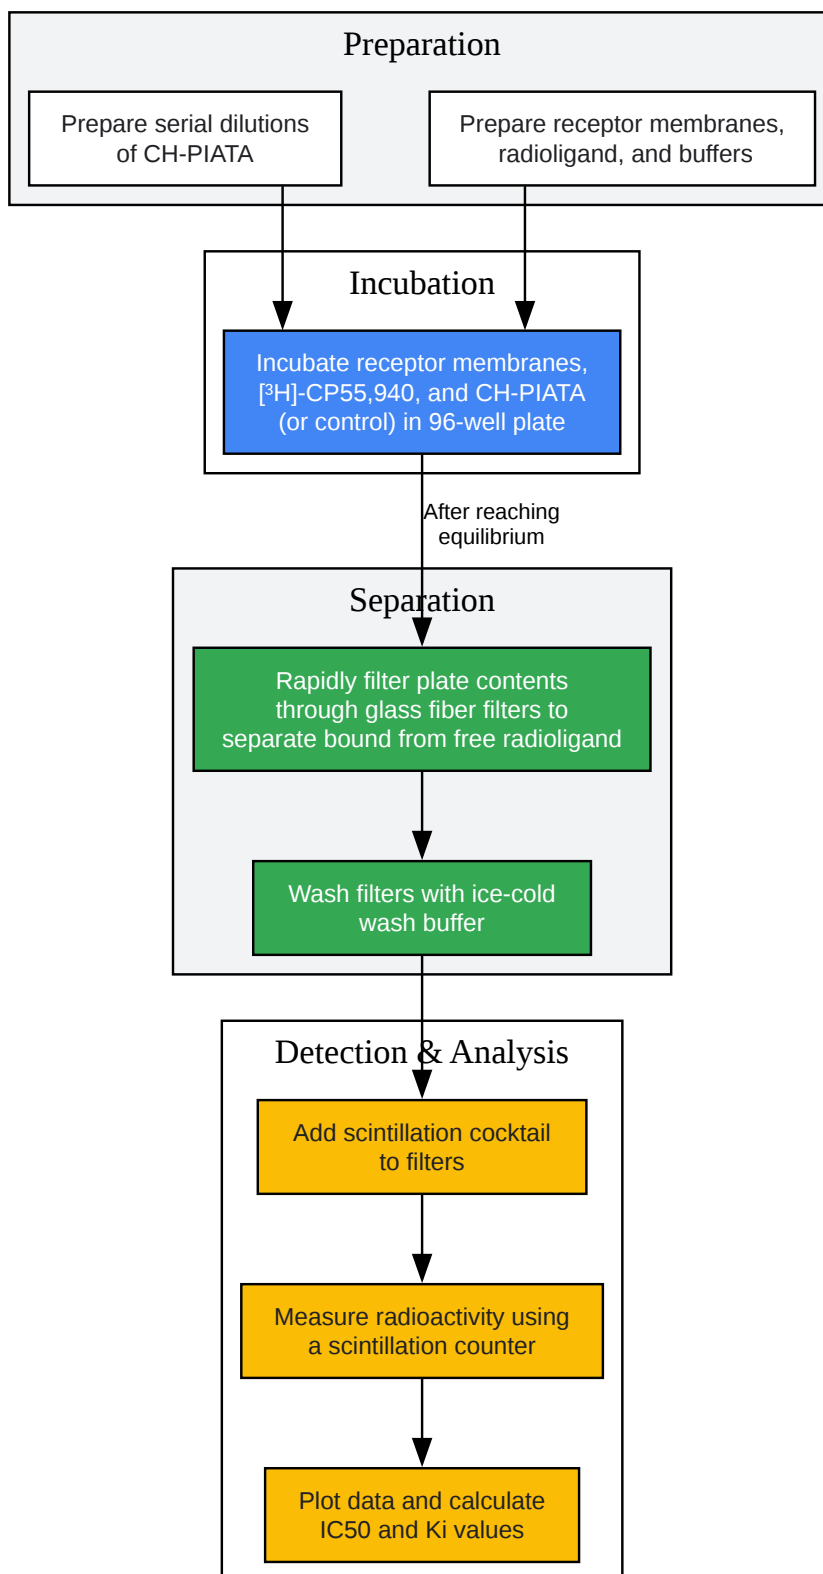 Preparation
Prepare serial dilutions
of CH-PIATA
Prepare receptor membranes,
radioligand, and buffers
Incubation
Incubate receptor membranes,
[³H]-CP55,940, and CH-PIATA
(or control) in 96-well plate
After reaching
equilibrium
Separation
Rapidly filter plate contents
through glass fiber filters to
separate bound from free radioligand
Wash filters with ice-cold
wash buffer
Detection & Analysis
Add scintillation cocktail
to filters
Measure radioactivity using
a scintillation counter
Plot data and calculate
IC50 and Ki values